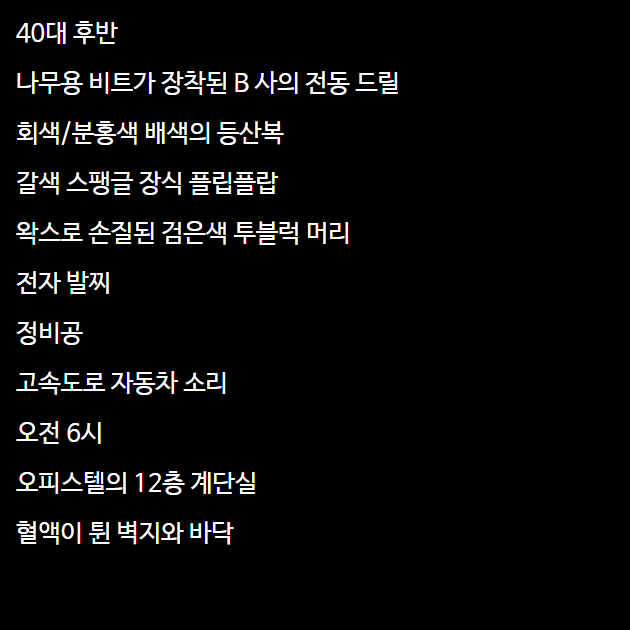 40대 후반
나무용 비트가 장착된 B 사의 전동 드릴
회색/분홍색 배색의 등산복
갈색 스팽글 장식 플립플랍
왁스로 손질된 검은색 투블럭 머리
전자 발찌
정비공
고속도로 자동차 소리
오전 6시
오피스텔의 12층 계단실
혈액이 튄 벽지와 바닥